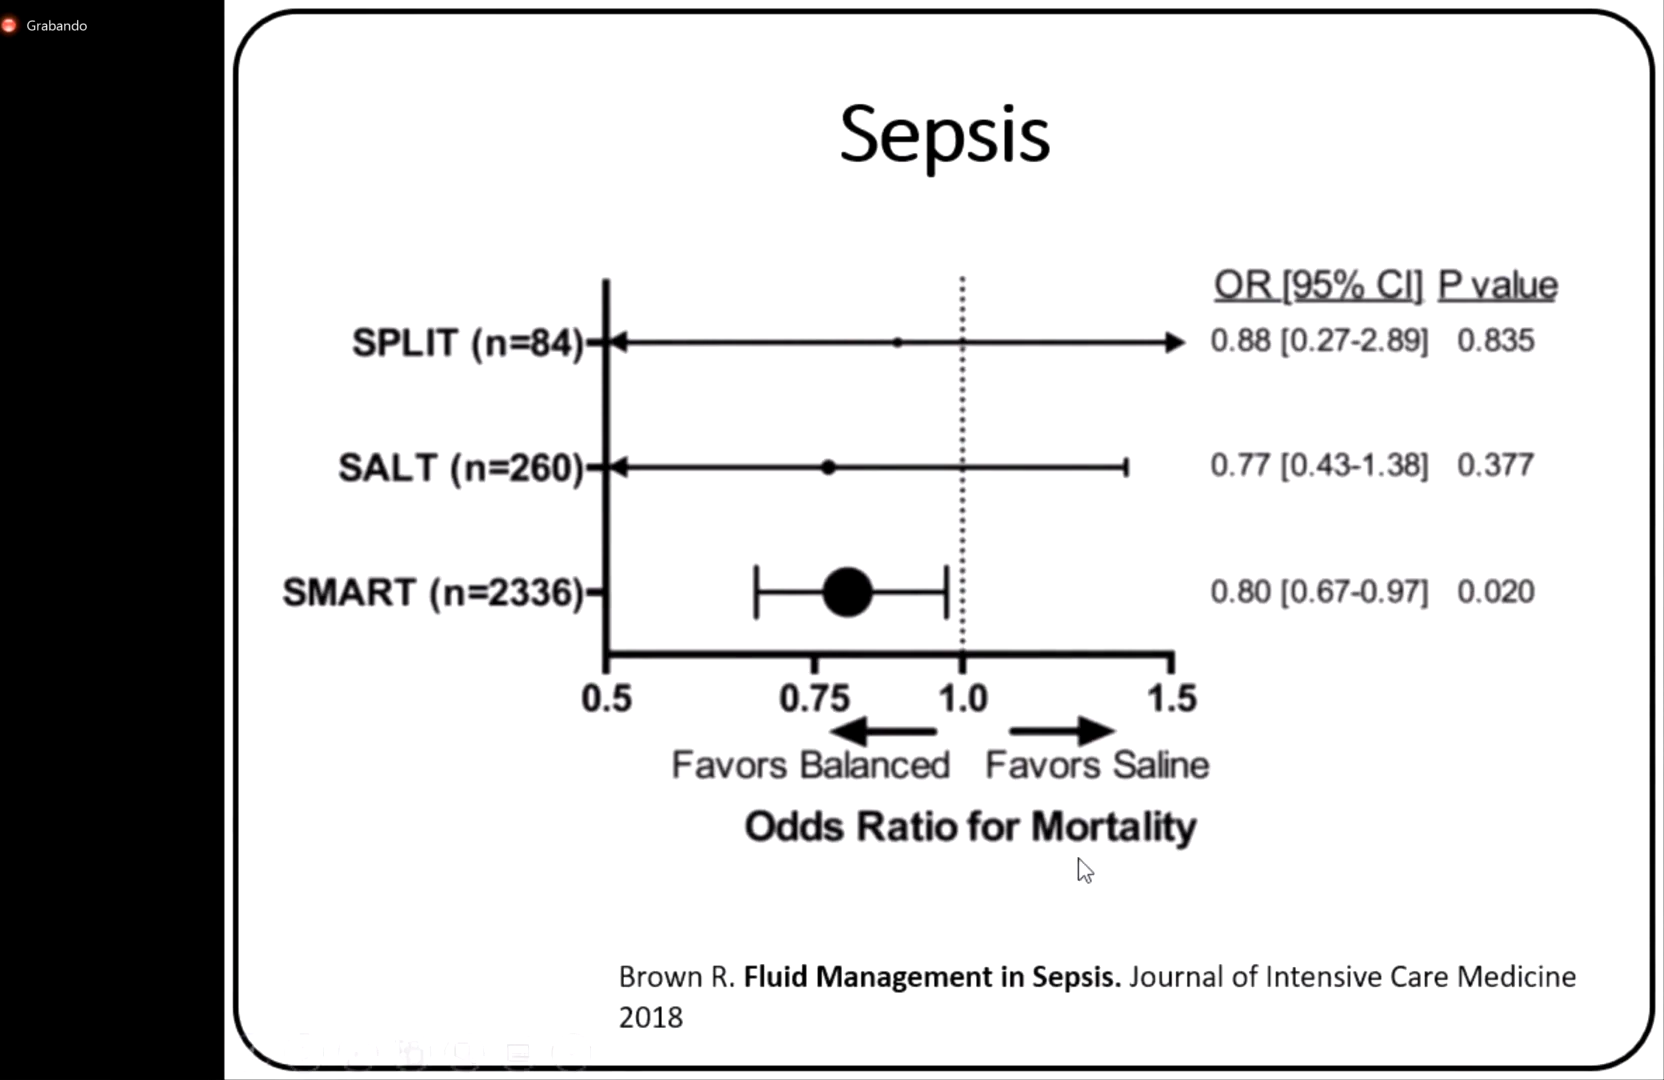 Grabando
Sepsis
OR [95% CI] P value
SPLIT (n=84) 0.88 [0.27-2.89] 0.835
SALT (n=260) 0.77 [0.43-1.38] 0.377
SMART (n=2336) 0.80 [0.67-0.97] 0.020
0.5 0.75 1.0 1.5
Favors Balanced Favors Saline
Odds Ratio for Mortality
Brown R. Fluid Management in Sepsis. Journal of Intensive Care Medicine
2018